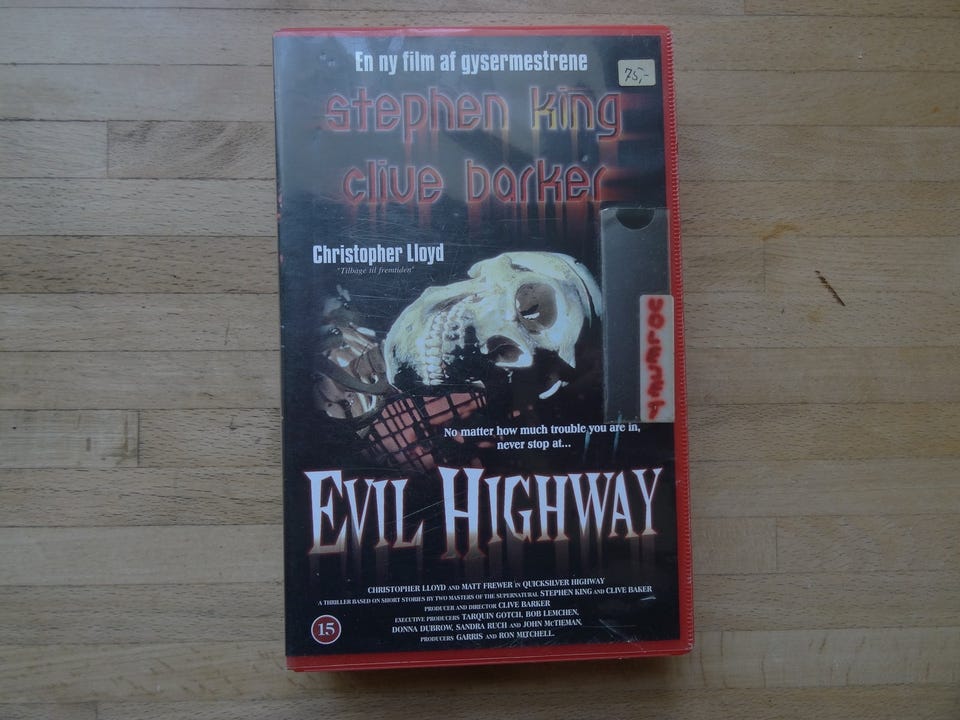 En ny film af gysermestrene
75,-
stephen king
clive barker
Christopher Lloyd
"Tilbage til fremtiden"
No matter how much trouble you are in,
never stop at...
EVIL HIGHWAY
CHRISTOPHER LLOYD AND MATT FREWER IN QUICKSILVER HIGHWAY
A THRILLER BASED ON SHORT STORIES BY TWO MASTERS OF THE SUPERNATURAL STEPHEN KING AND CLIVE BAKER
PRODUCER AND DIRECTOR CLIVE BARKER
EXECUTIVE PRODUCERS TARQUIN GOTCH, BOB LEMCHEN,
DONNA DUBROW, SANDRA RUCH AND JOHN McTIEMAN,
PRODUCERS GARRIS AND RON MITCHELL.
15